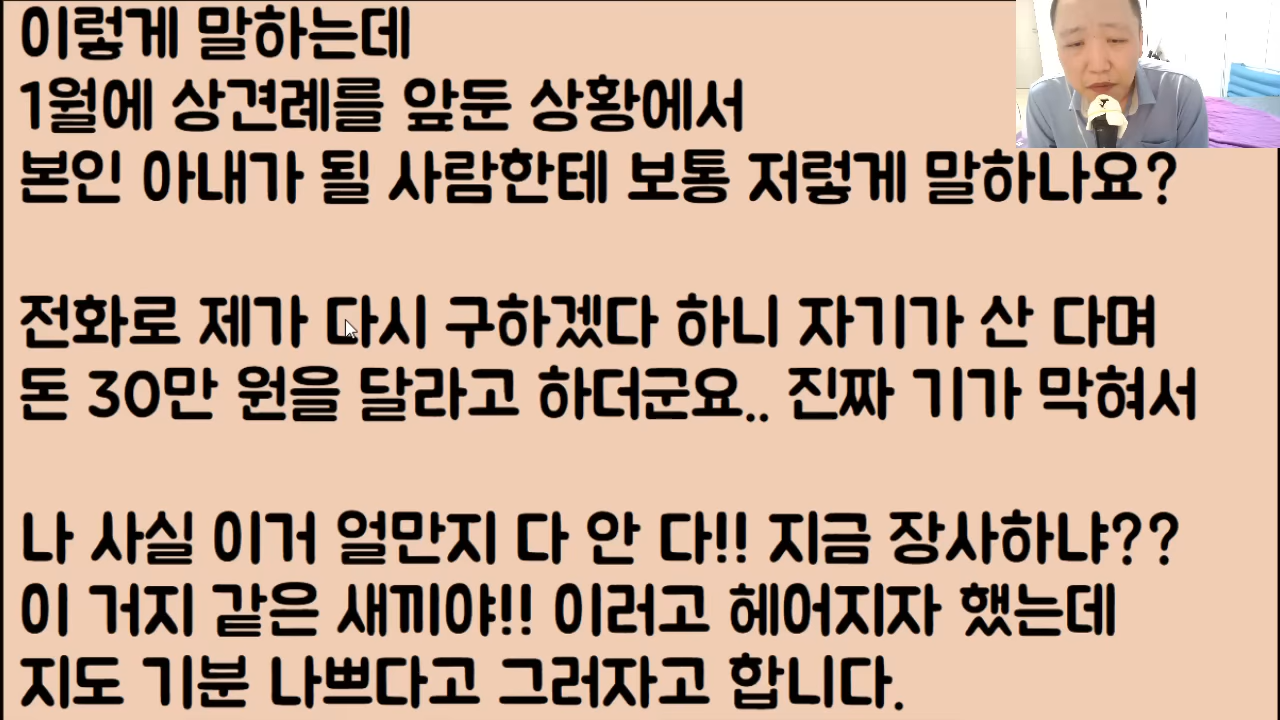 이렇게 말하는데
1월에 상견례를 앞둔 상황에서
본인 아내가 될 사람한테 보통 저렇게 말하나요?
전화로 제가 다시 구하겠다 하니 자기가 산 다며
돈 30만 원을 달라고 하더군요.. 진짜 기가 막혀서
나 사실 이거 얼만지 다 안 다!! 지금 장사하냐??
이 거지 같은 새끼야!! 이러고 헤어지자 했는데
지도 기분 나쁘다고 그러자고 합니다.